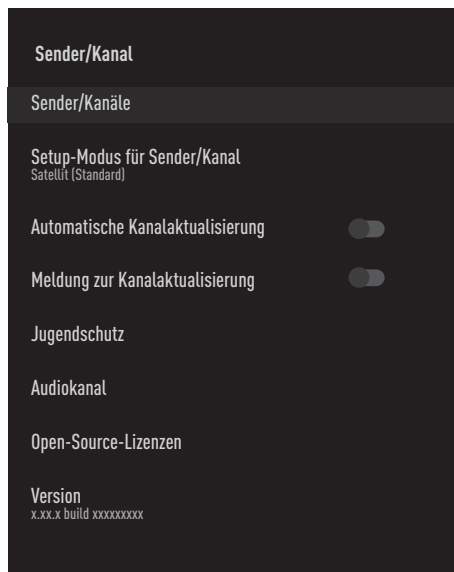 Sender/Kanal
Sender/Kanäle
Setup-Modus für Sender/Kanal
Satellit (Standard)
Automatische Kanalaktualisierung
Meldung zur Kanalaktualisierung
Jugendschutz
Audiokanal
Open-Source-Lizenzen
Version
x.xx.x build xxxxxxxxx